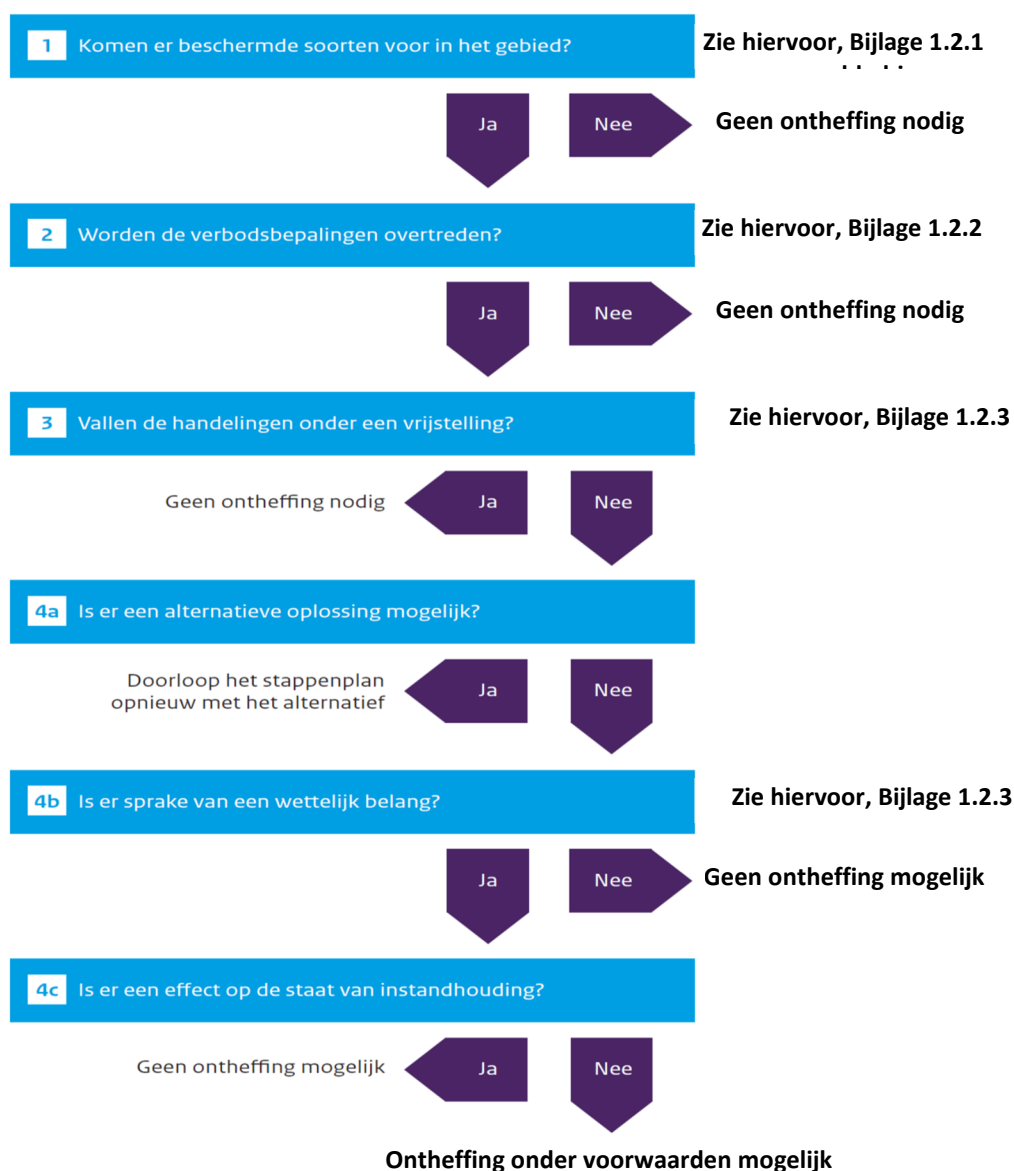 1 Komen er beschermde soorten voor in het gebied? Zie hiervoor, Bijlage 1.2.1
Ja Nee Geen ontheffing nodig
2 Worden de verbodsbepalingen overtreden? Zie hiervoor, Bijlage 1.2.2
Ja Nee Geen ontheffing nodig
3 Vallen de handelingen onder een vrijstelling? Zie hiervoor, Bijlage 1.2.3
Geen ontheffing nodig Ja Nee
4a Is er een alternatieve oplossing mogelijk?
Doorloop het stappenplan
opnieuw met het alternatief
Ja Nee
4b Is er sprake van een wettelijk belang? Zie hiervoor, Bijlage 1.2.3
Ja Nee Geen ontheffing mogelijk
4c Is er een effect op de staat van instandhouding?
Geen ontheffing mogelijk Ja Nee
Ontheffing onder voorwaarden mogelijk